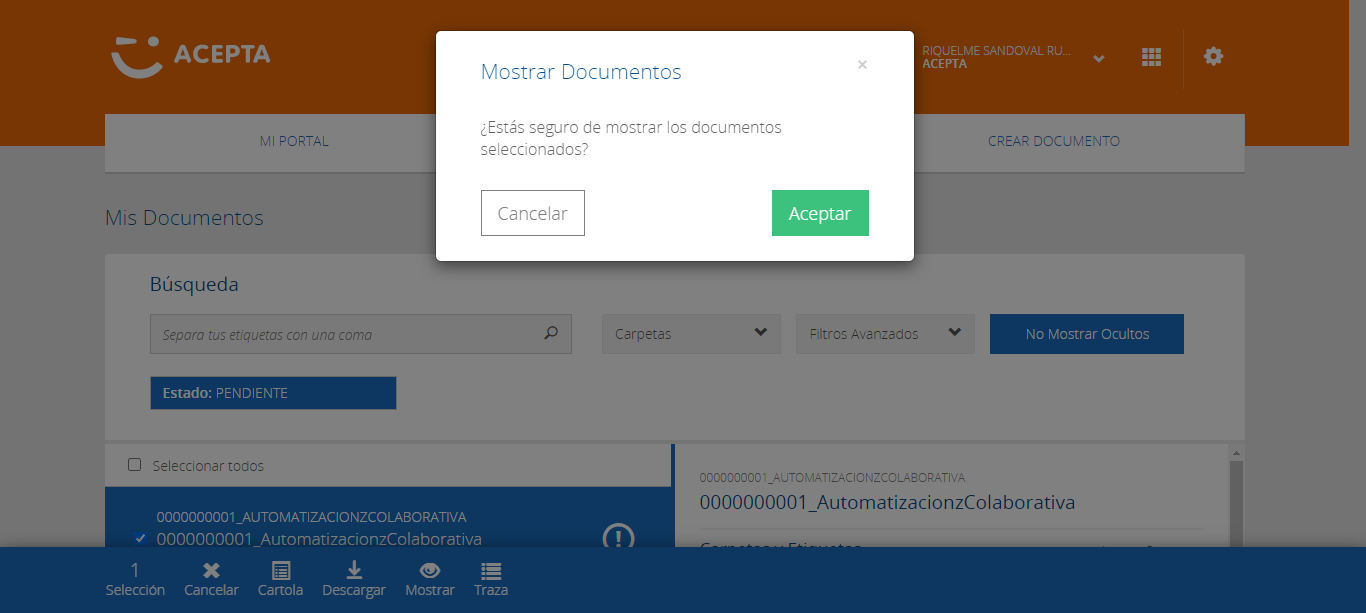 ACEPTA
RIQUELME SANDOVAL RU...
ACEPTA
Mostrar Documentos
×
¿Estás seguro de mostrar los documentos
seleccionados?
Cancelar
Aceptar
MI PORTAL
CREAR DOCUMENTO
Mis Documentos
Búsqueda
Separa tus etiquetas con una coma
Carpetas
Filtros Avanzados
No Mostrar Ocultos
Estado: PENDIENTE
Seleccionar todos
0000000001_AUTOMATIZACIONZCOLABORATIVA
0000000001_AutomatizacionzColaborativa
0000000001_AUTOMATIZACIONZCOLABORATIVA
0000000001_AutomatizacionzColaborativa
Carpetas y Etiquetas
1
Selección
Cancelar
Cartola
Descargar
Mostrar
Traza